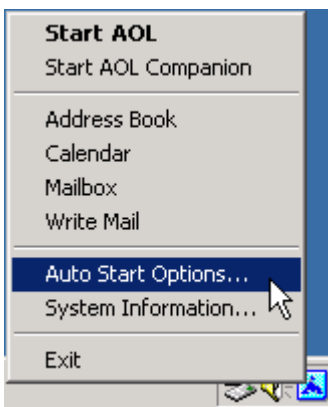 Start AOL
Start AOL Companion
Address Book
Calendar
Mailbox
Write Mail
Auto Start Options...
System Information...
Exit